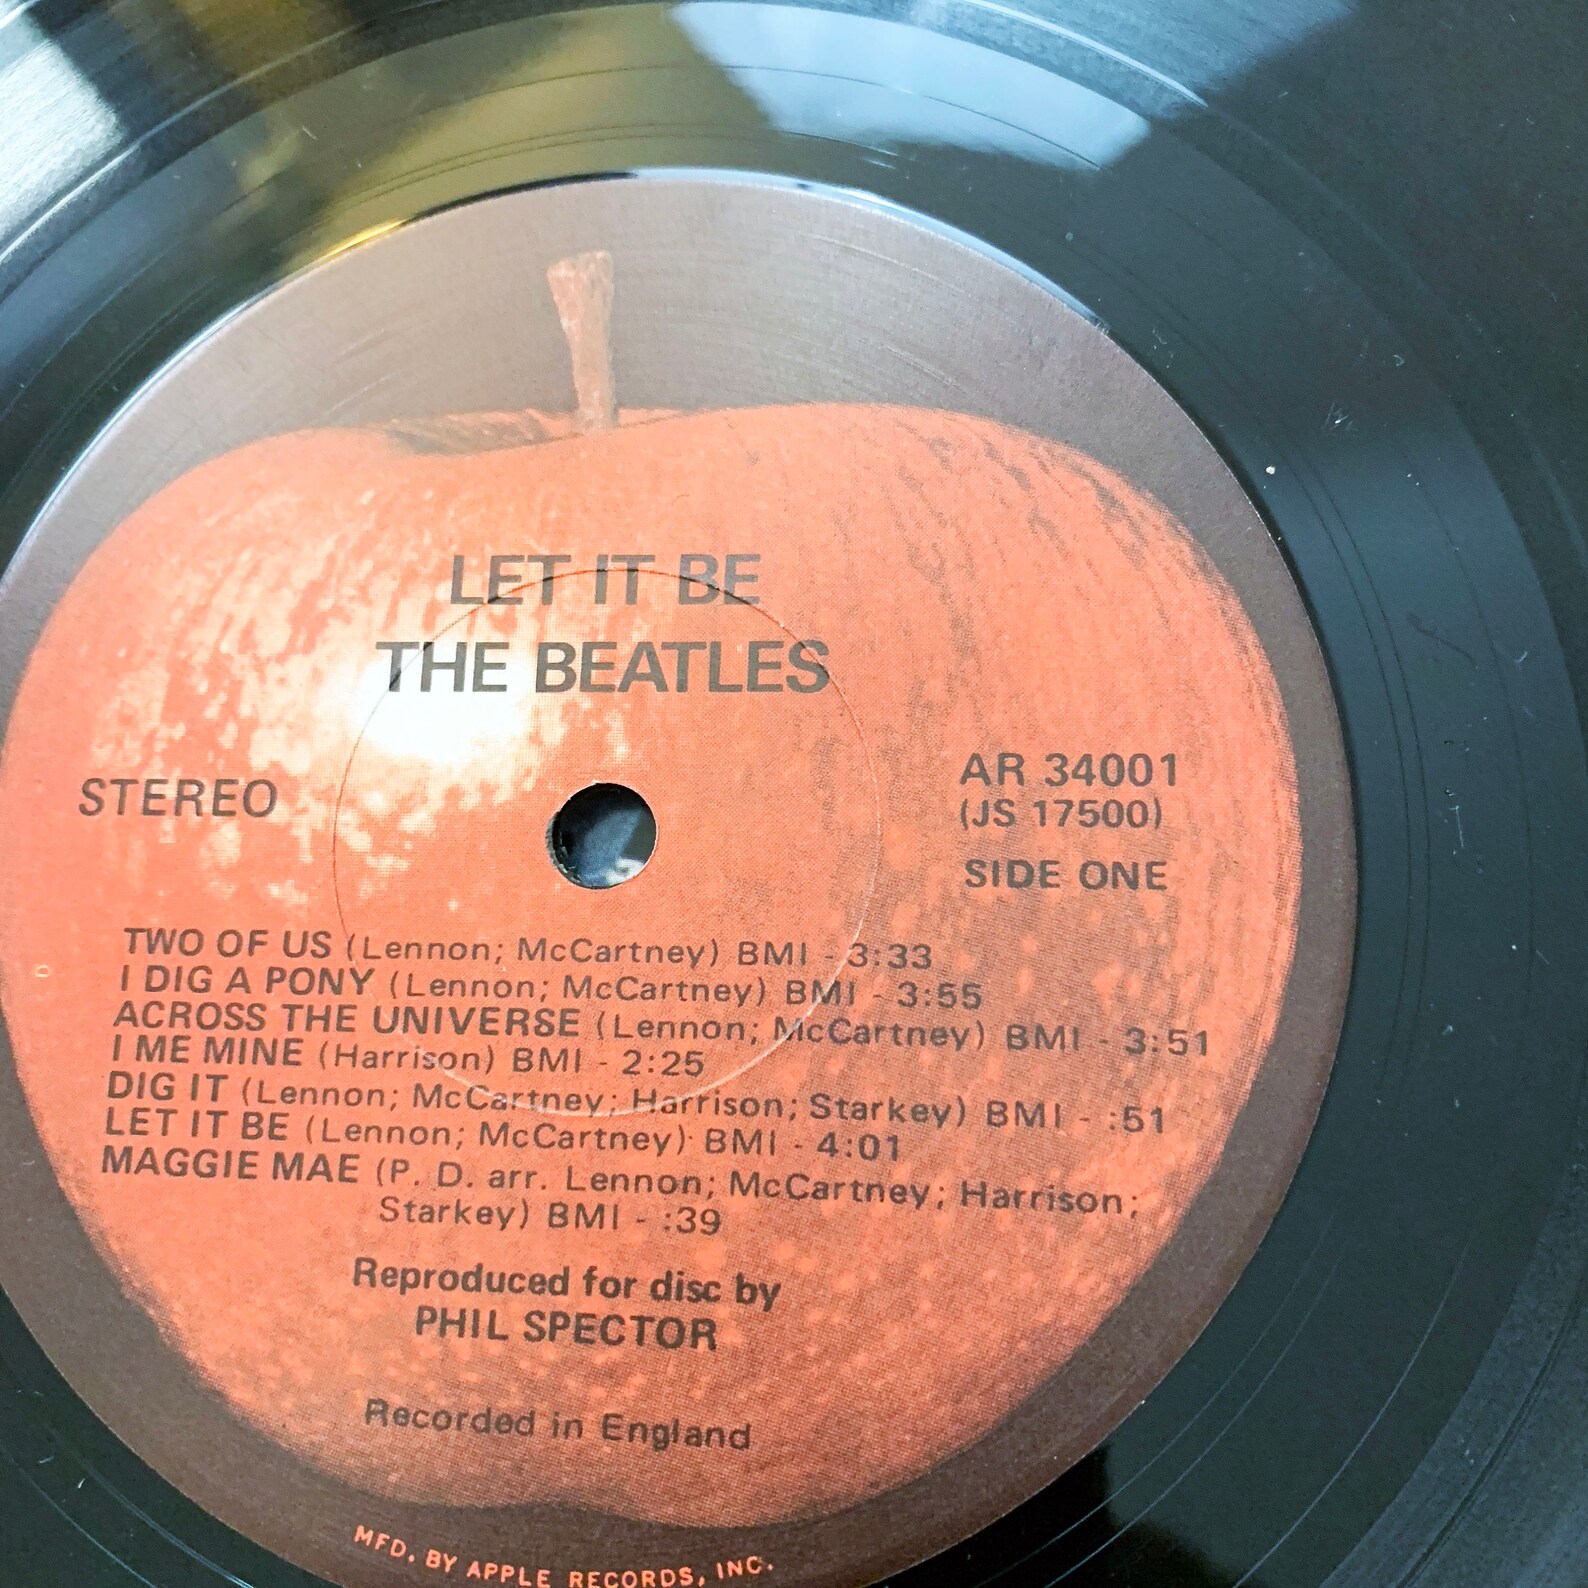 LET IT BE
THE BEATLES
STEREO
AR 34001
(JS 17500)
SIDE ONE
TWO OF US (Lennon; McCartney) BMI - 3:33
I DIG A PONY (Lennon; McCartney) BMI - 3:55
ACROSS THE UNIVERSE (Lennon; McCartney) BMI - 3:51
I ME MINE (Harrison) BMI - 2:25
DIG IT (Lennon; McCartney; Harrison; Starkey) BMI - :51
LET IT BE (Lennon; McCartney) BMI - 4:01
MAGGIE MAE (P. D. arr. Lennon; McCartney; Harrison;
Starkey) BMI - :39
Reproduced for disc by
PHIL SPECTOR
Recorded in England
MFD. BY APPLE RECORDS, INC.